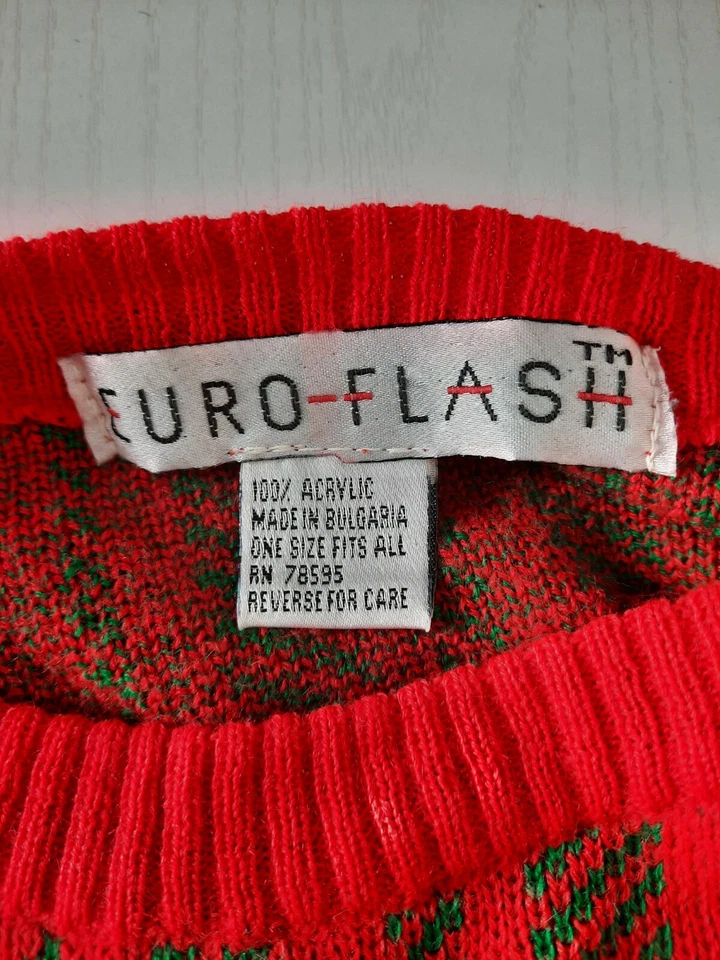 EURO-FLASH™
100% ACRYLIC
MADE IN BULGARIA
ONE SIZE FITS ALL
RN 78595
REVERSE FOR CARE